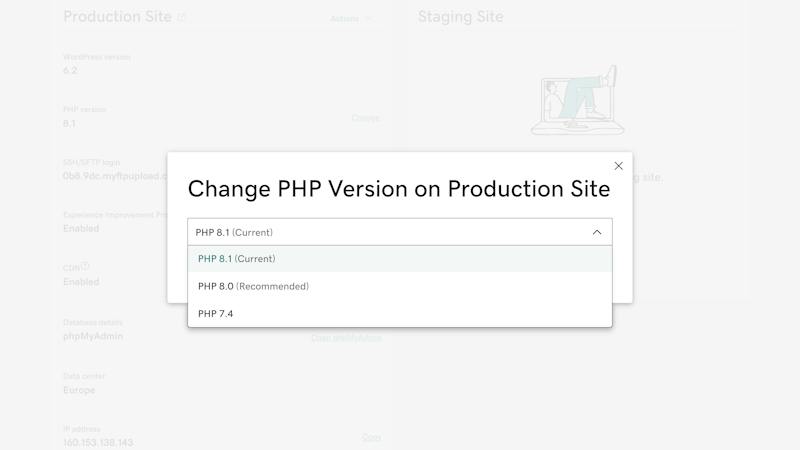 Production Site
Actions
Staging Site
WordPress version
6.2
PHP version
8.1
Change
SSH/SFTP login
0b8.9dc.myftpupload.c
Change PHP Version on Production Site
g site.
PHP 8.1 (Current)
PHP 8.1 (Current)
PHP 8.0 (Recommended)
PHP 7.4
Experience Improvement Pro
Enabled
CDN
Enabled
Database details
phpMyAdmin
Open phpMyAdmin
Data center
Europe
IP address
160.153.138.143
Copy